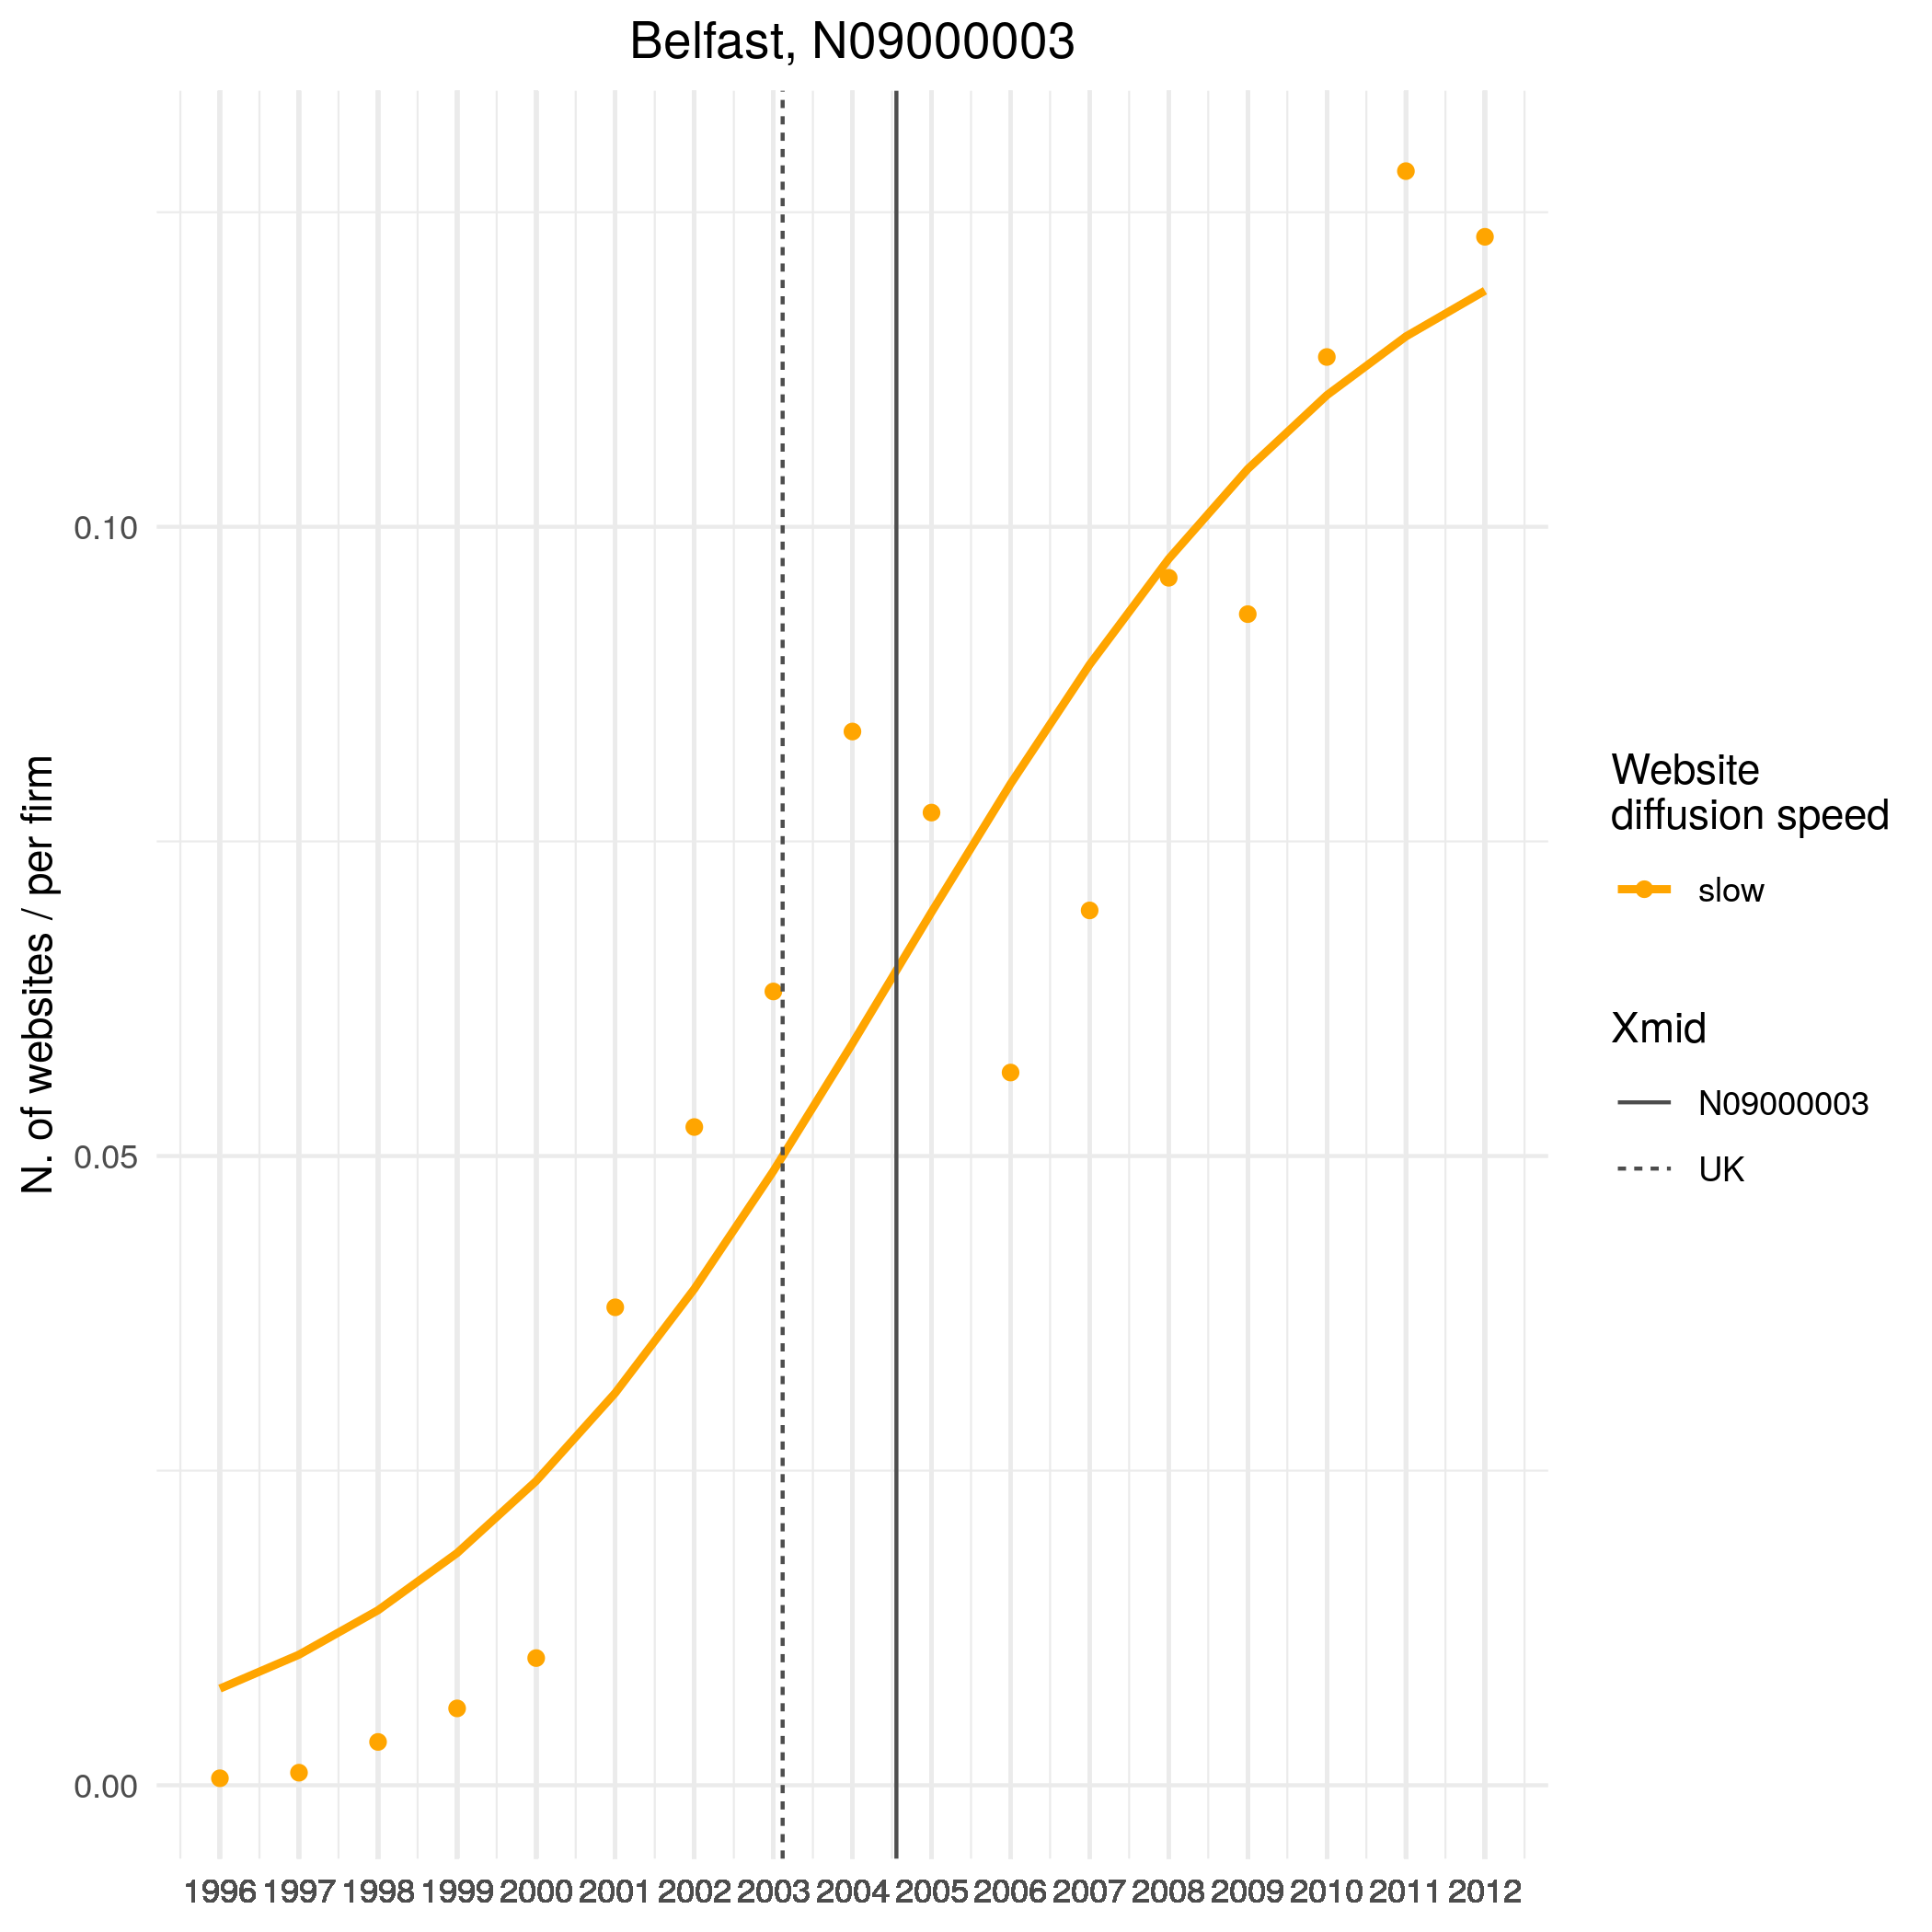 Belfast, N09000003
N. of websites / per firm
0.10
0.05
0.00
1996 1997 1998 1999 2000 2001 2002 2003 2004 2005 2006 2007 2008 2009 2010 2011 2012
Website
diffusion speed
slow
Xmid
N09000003
UK